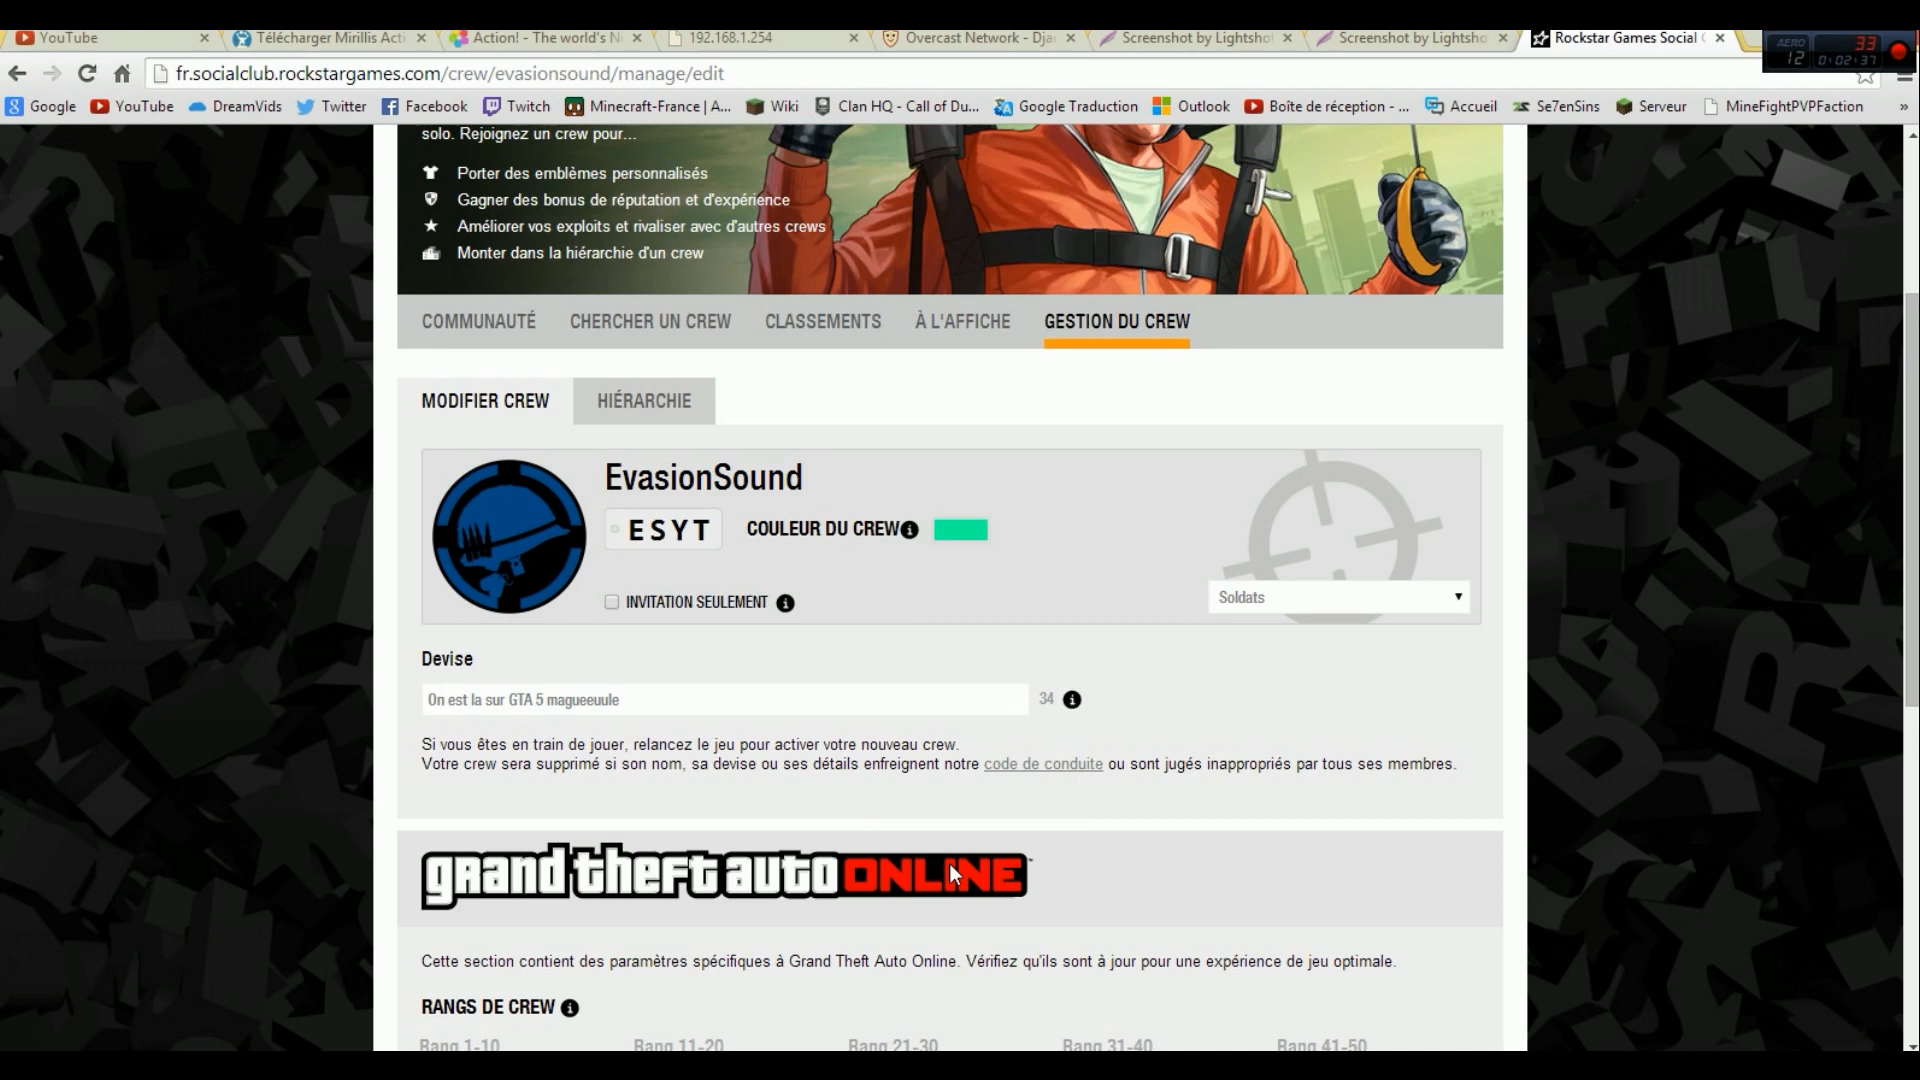 YouTube
Télécharger Mirillis Acti
Action! - The world's N
192.168.1.254
Overcast Network - Djan
Screenshot by Lightshot
Screenshot by Lightsho
Rockstar Games Social C
AERO 12
33
0:02:37
fr.socialclub.rockstargames.com/crew/evasionsound/manage/edit
Google
YouTube
DreamVids
Twitter
Facebook
Twitch
Minecraft-France | A...
Wiki
Clan HQ - Call of Du...
Google Traduction
Outlook
Boîte de réception - ...
Accueil
Se7enSins
Serveur
MineFightPVPFaction
»
solo. Rejoignez un crew pour...
Porter des emblèmes personnalisés
Gagner des bonus de réputation et d'expérience
Améliorer vos exploits et rivaliser avec d'autres crews
Monter dans la hiérarchie d'un crew
COMMUNAUTÉ
CHERCHER UN CREW
CLASSEMENTS
À L'AFFICHE
GESTION DU CREW
MODIFIER CREW
HIÉRARCHIE
EvasionSound
ESYT
COULEUR DU CREW
INVITATION SEULEMENT
Soldats
Devise
On est la sur GTA 5 magueeuule
34
Si vous êtes en train de jouer, relancez le jeu pour activer votre nouveau crew.
Votre crew sera supprimé si son nom, sa devise ou ses détails enfreignent notre code de conduite ou sont jugés inappropriés par tous ses membres.
grand theft auto ONLINE
Cette section contient des paramètres spécifiques à Grand Theft Auto Online. Vérifiez qu'ils sont à jour pour une expérience de jeu optimale.
RANGS DE CREW
Rang 1-10
Rang 11-20
Rang 21-30
Rang 31-40
Rang 41-50